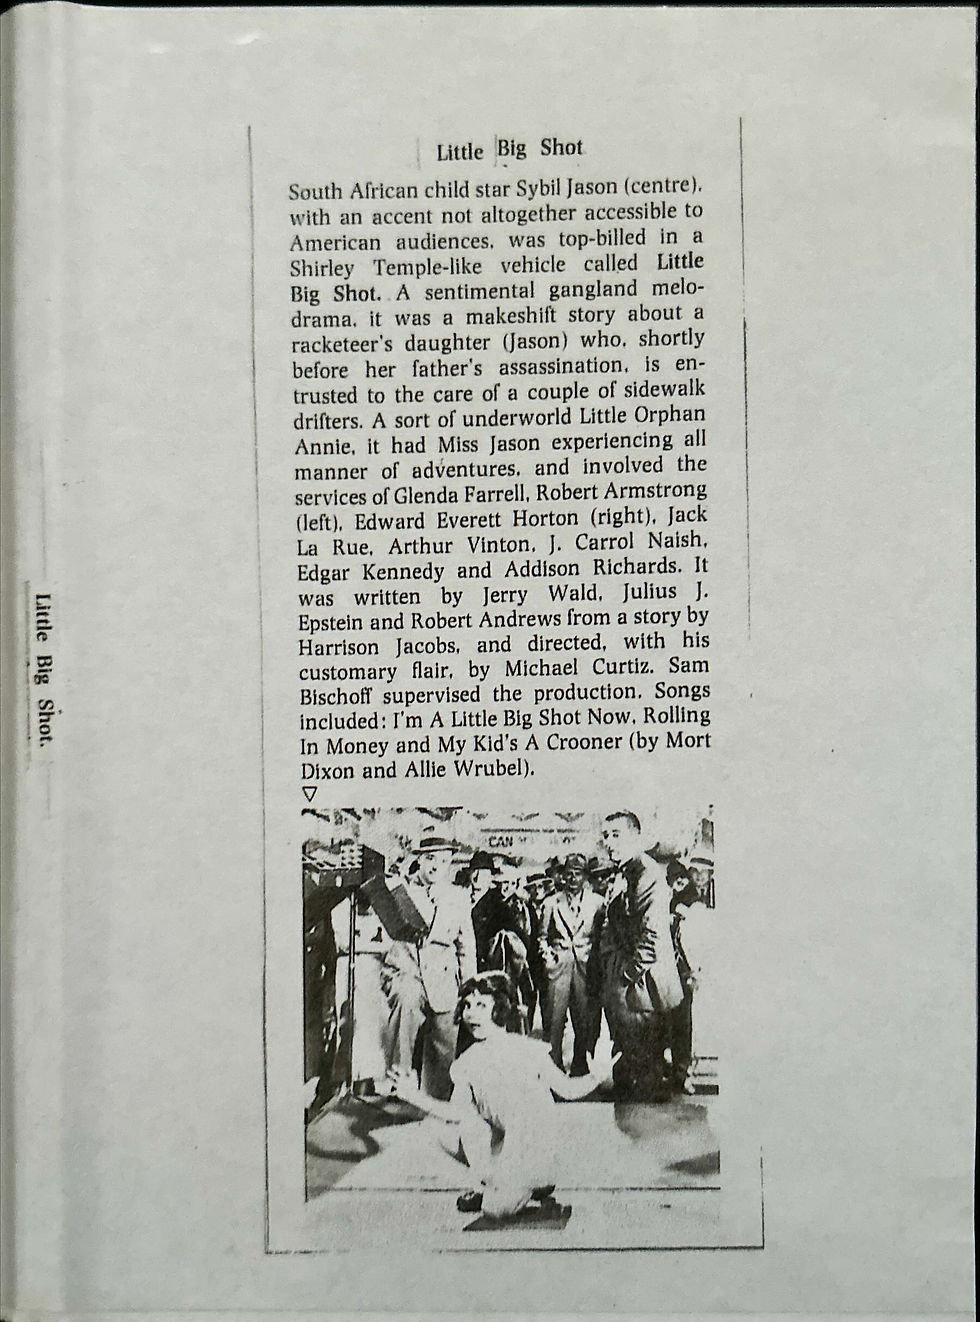 Little Big Shot
South African child star Sybil Jason (centre),
with an accent not altogether accessible to
American audiences, was top-billed in a
Shirley Temple-like vehicle called Little
Big Shot. A sentimental gangland melo-
drama, it was a makeshift story about a
racketeer's daughter (Jason) who, shortly
before her father's assassination, is en-
trusted to the care of a couple of sidewalk
drifters. A sort of underworld Little Orphan
Annie, it had Miss Jason experiencing all
manner of adventures, and involved the
services of Glenda Farrell, Robert Armstrong
(left), Edward Everett Horton (right), Jack
La Rue, Arthur Vinton, J. Carrol Naish,
Edgar Kennedy and Addison Richards. It
was written by Jerry Wald, Julius J.
Epstein and Robert Andrews from a story by
Harrison Jacobs, and directed, with his
customary flair, by Michael Curtiz. Sam
Bischoff supervised the production. Songs
included: I'm A Little Big Shot Now, Rolling
In Money and My Kid's A Crooner (by Mort
Dixon and Allie Wrubel).
▽
CAN
Little Big Shot.